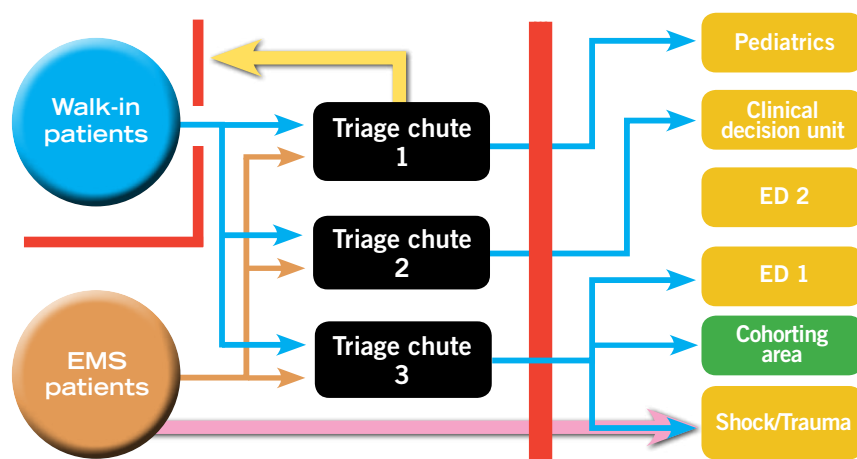 Walk-in
patients
EMS
patients
Triage chute
1
Triage chute
2
Triage chute
3
Pediatrics
Clinical
decision unit
ED 2
ED 1
Cohorting
area
Shock/Trauma